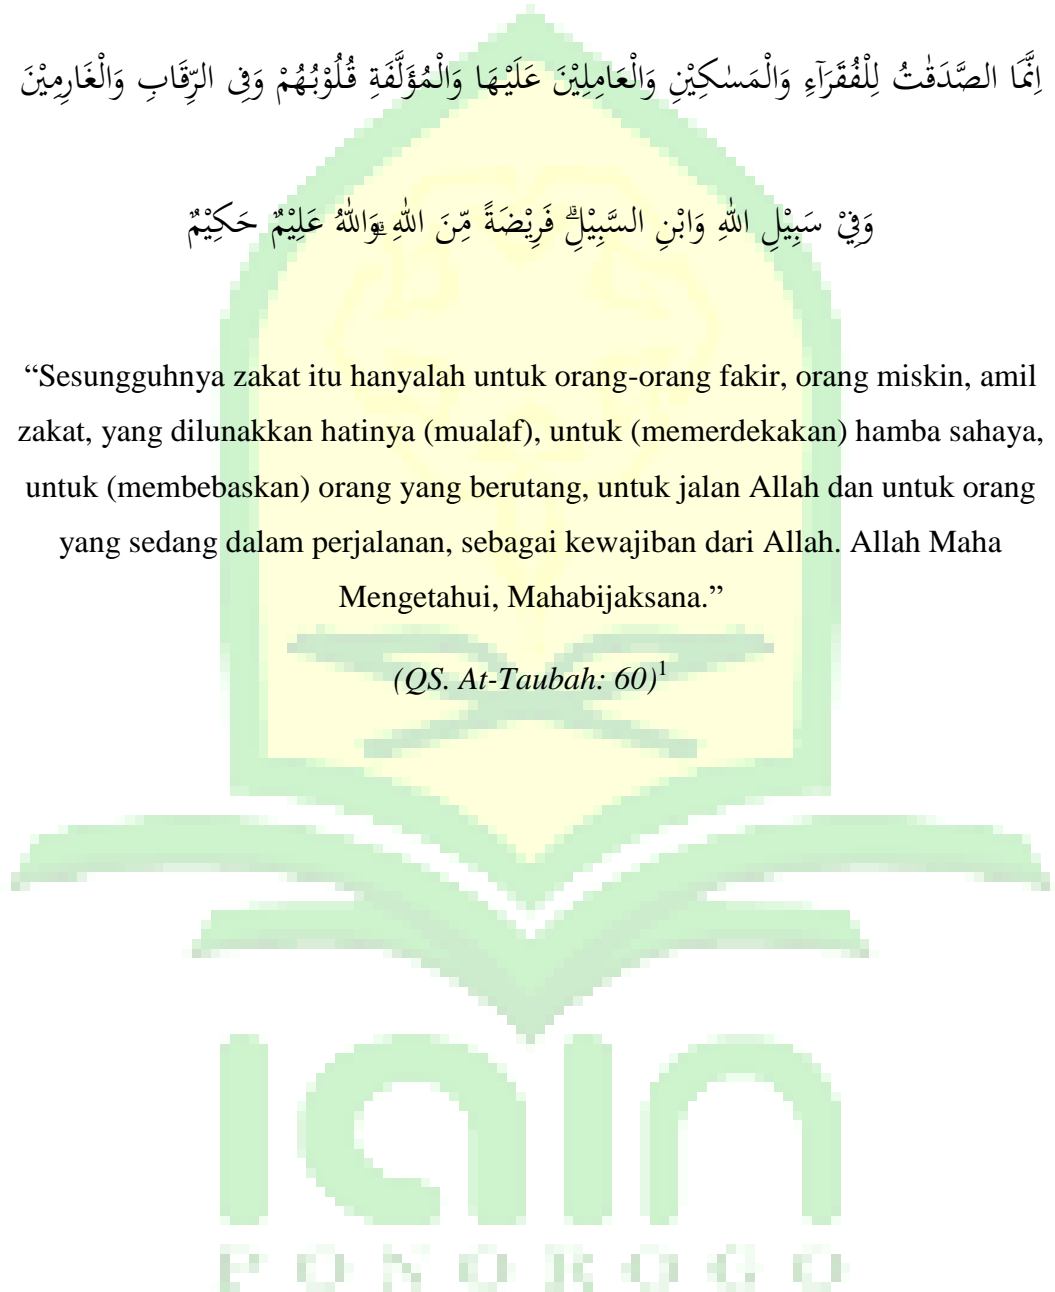 اِنَّمَا الصَّدَقٰتُ لِلْفُقَرَآءِ وَالْمَسٰكِيْنِ وَالْعَامِلِيْنَ عَلَيْهَا وَالْمُؤَلَّفَةِ قُلُوْبُهُمْ وَفِى الرِّقَابِ وَالْغَارِمِيْنَ
وَفِيْ سَبِيْلِ اللّٰهِ وَابْنِ السَّبِيْلِۗ فَرِيْضَةً مِّنَ اللّٰهِ ۗوَاللّٰهُ عَلِيْمٌ حَكِيْمٌ
“Sesungguhnya zakat itu hanyalah untuk orang-orang fakir, orang miskin, amil
zakat, yang dilunakkan hatinya (mualaf), untuk (memerdekakan) hamba sahaya,
untuk (membebaskan) orang yang berutang, untuk jalan Allah dan untuk orang
yang sedang dalam perjalanan, sebagai kewajiban dari Allah. Allah Maha
Mengetahui, Mahabijaksana.”
(QS. At-Taubah: 60)¹
iain
PONOROGO